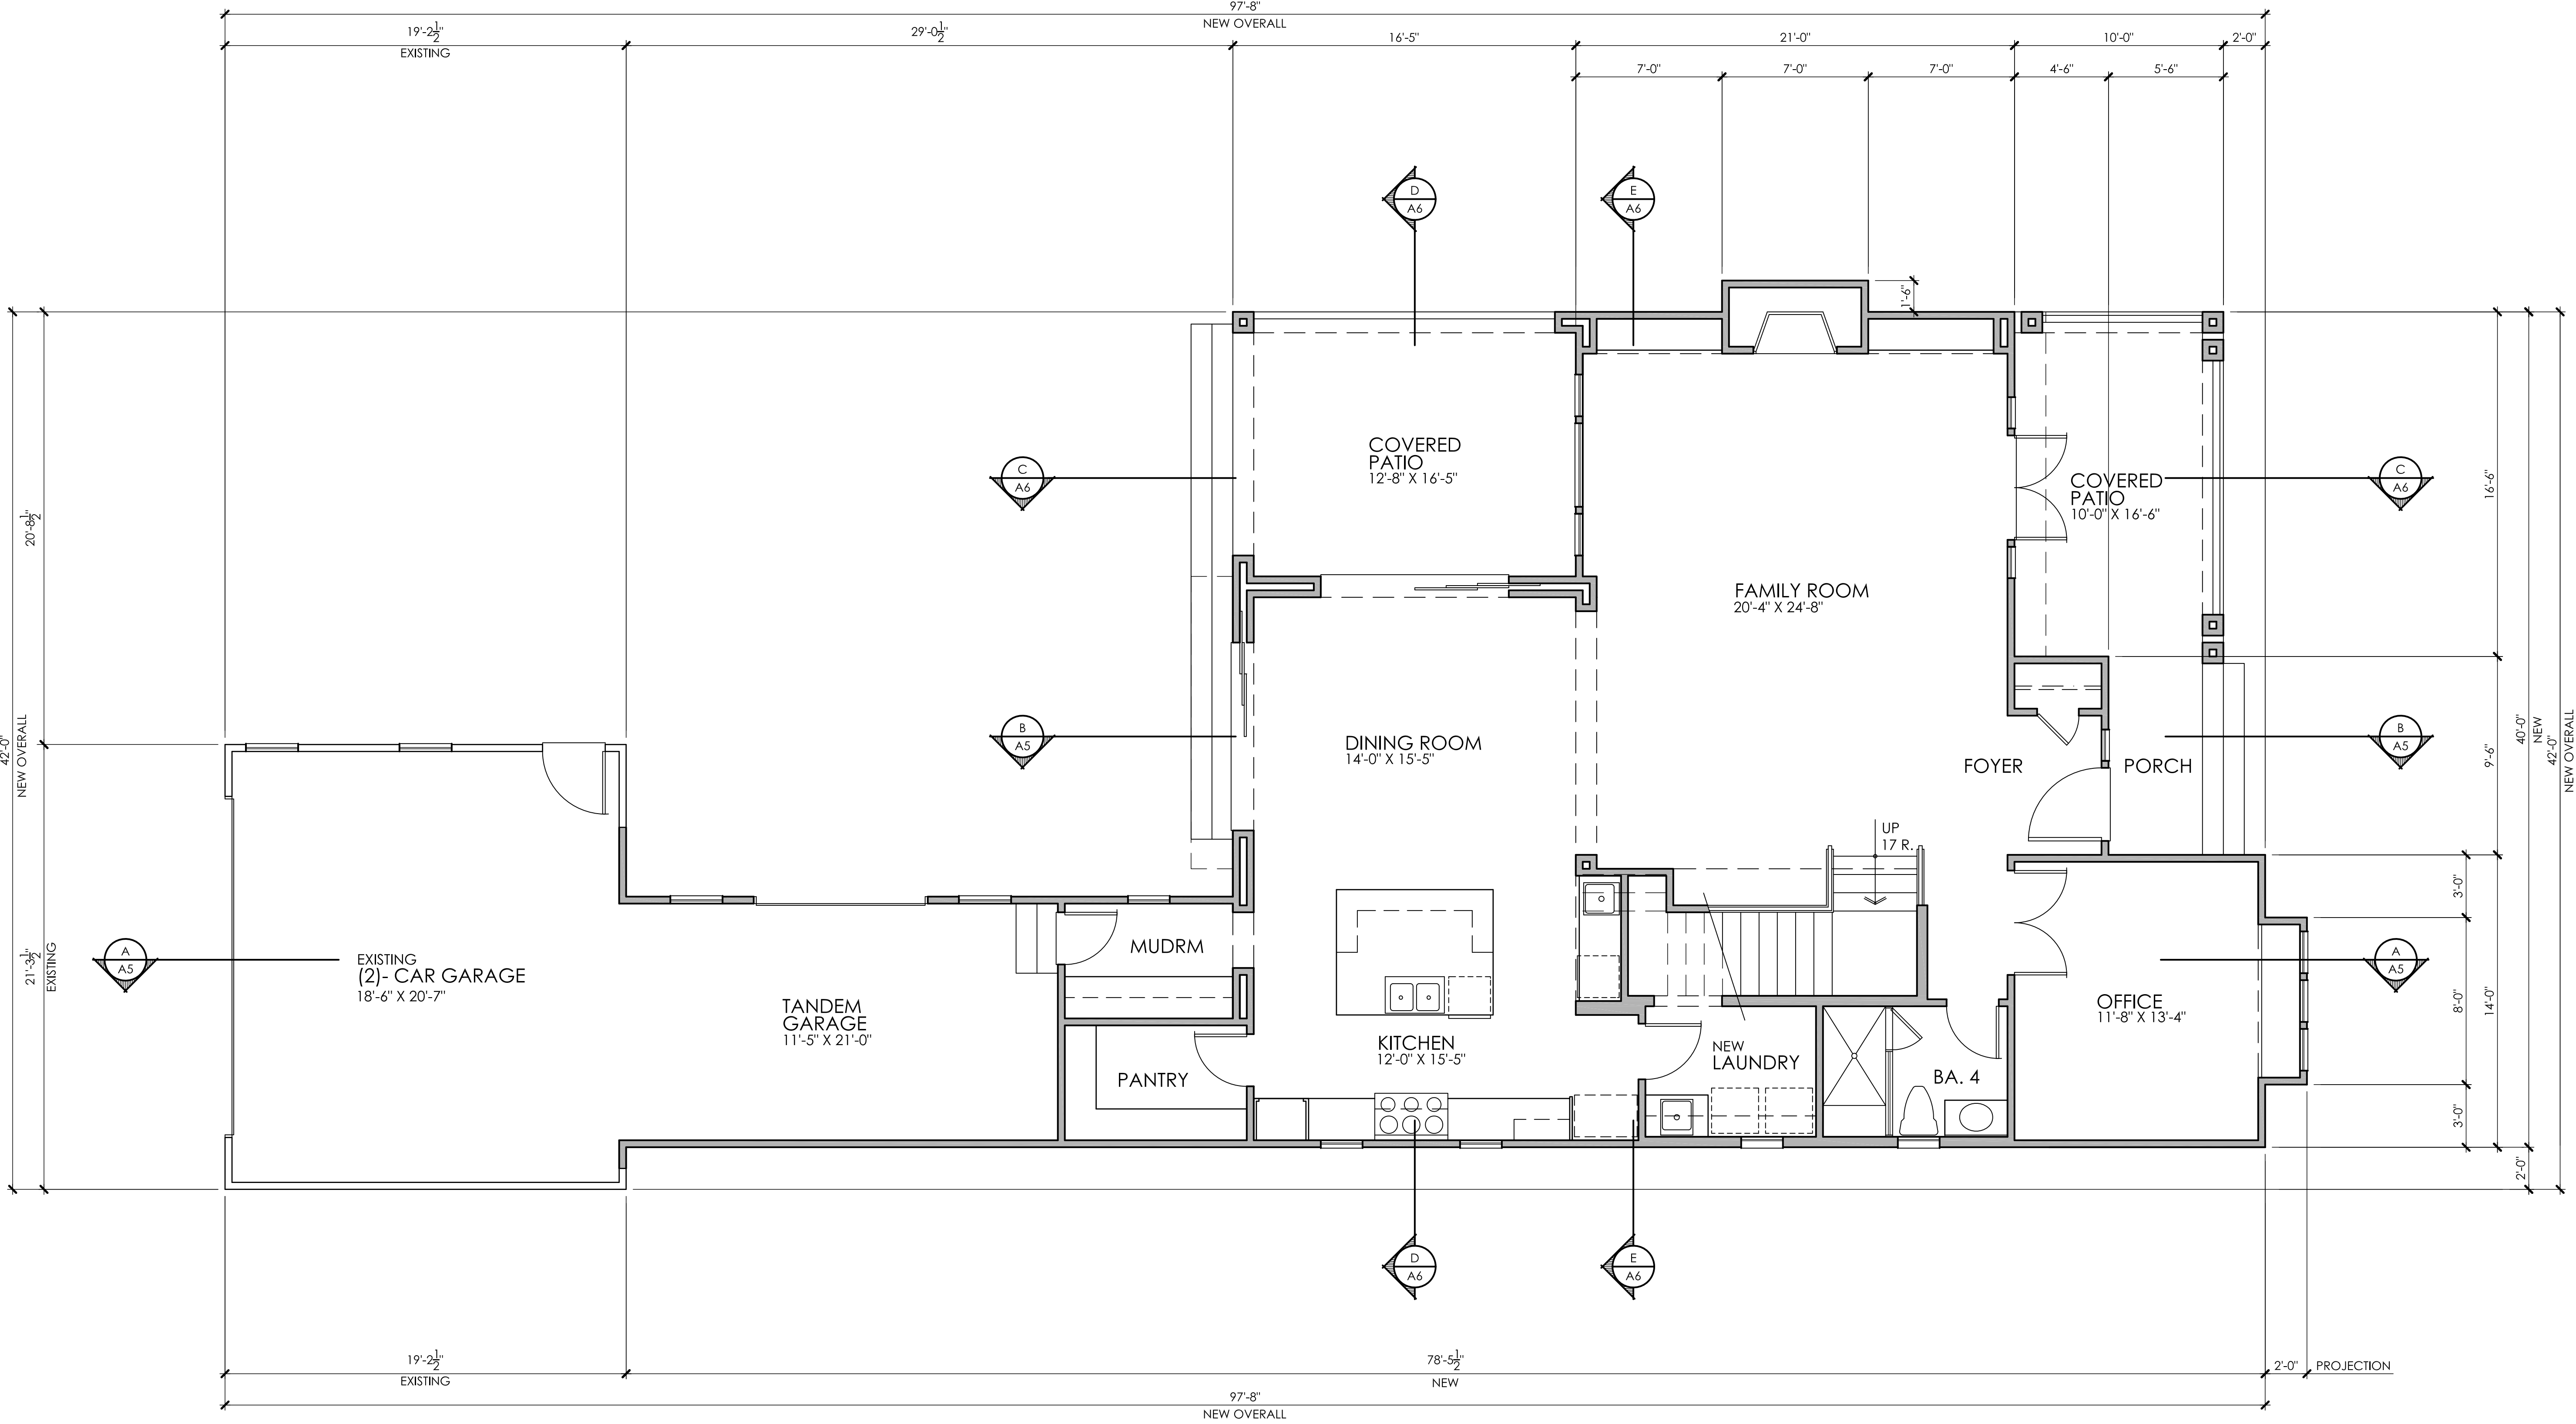 97'-8"
NEW OVERALL
19'-2 1/2"
EXISTING
29'-0 1/2"
16'-5"
21'-0"
10'-0"
2'-0"
7'-0"
7'-0"
7'-0"
4'-6"
5'-6"
D
A6
E
A6
1'-6"
COVERED
PATIO
12'-8" X 16'-5"
C
A6
COVERED
PATIO
10'-0" X 16'-6"
C
A6
FAMILY ROOM
20'-4" X 24'-8"
20'-8 1/2"
42'-0"
NEW OVERALL
21'-3 1/2"
EXISTING
16'-6"
9'-6"
40'-0"
NEW
42'-0"
NEW OVERALL
B
A5
DINING ROOM
14'-0" X 15'-5"
FOYER
PORCH
B
A5
UP
17 R.
A
A5
EXISTING
(2)- CAR GARAGE
18'-6" X 20'-7"
TANDEM
GARAGE
11'-5" X 21'-0"
MUDRM
PANTRY
KITCHEN
12'-0" X 15'-5"
NEW
LAUNDRY
BA. 4
OFFICE
11'-8" X 13'-4"
A
A5
3'-0"
8'-0"
3'-0"
14'-0"
2'-0"
D
A6
E
A6
19'-2 1/2"
EXISTING
78'-5 1/2"
NEW
2'-0"
PROJECTION
97'-8"
NEW OVERALL